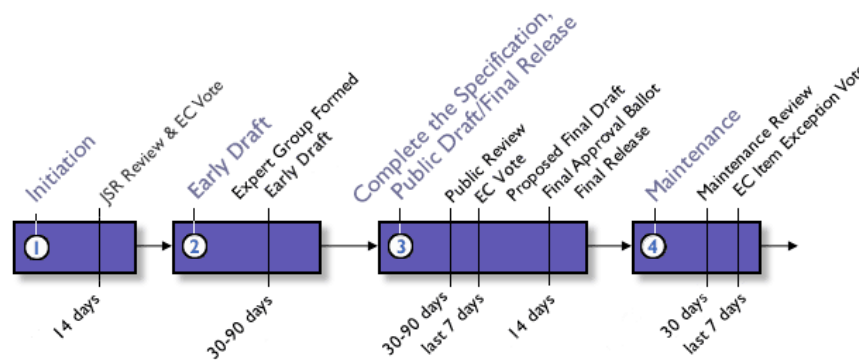 Initiation
JSR Review & EC Vote
Early Draft
Expert Group Formed
Early Draft
Complete the Specification,
Public Draft/Final Release
Public Review
EC Vote
Proposed Final Draft
Final Approval Ballot
Final Release
Maintenance
Maintenance Review
EC Item Exception Vote
1
2
3
4
14 days
30-90 days
30-90 days
last 7 days
14 days
30 days
last 7 days